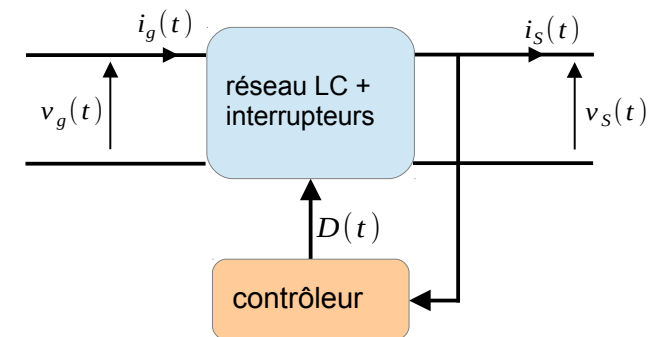 i_g(t)
i_S(t)
réseau LC +
interrupteurs
v_g(t)
v_S(t)
D(t)
contrôleur